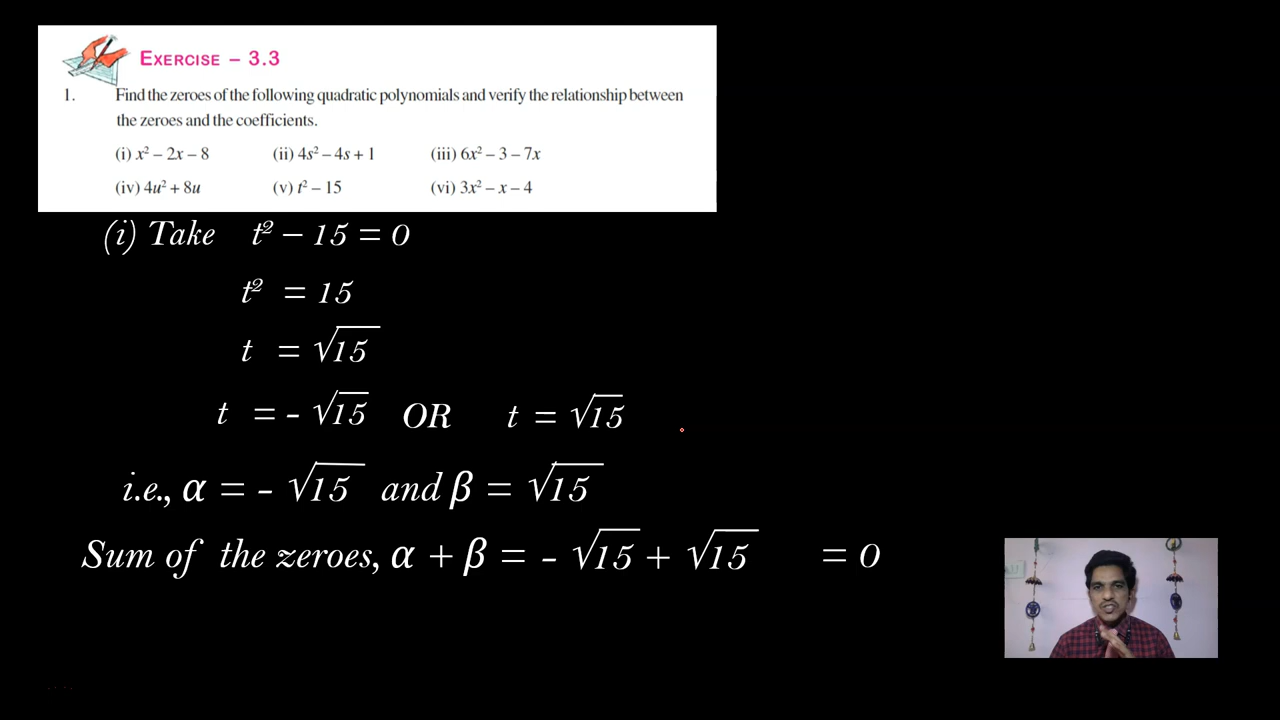 EXERCISE – 3.3
1. Find the zeroes of the following quadratic polynomials and verify the relationship between
the zeroes and the coefficients.
(i) x² – 2x – 8 (ii) 4s² – 4s + 1 (iii) 6x² – 3 – 7x
(iv) 4u² + 8u (v) t² – 15 (vi) 3x² – x – 4
(i) Take t² – 15 = 0
t² = 15
t = √15
t = - √15 OR t = √15
i.e., α = - √15 and β = √15
Sum of the zeroes, α + β = - √15 + √15 = 0